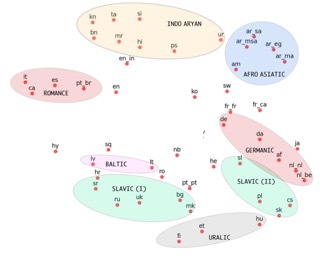 kn ta si INDO ARYAN
bn mr hi ps ur
en_in
ar_sa
ar_msa ar_eg
ar_ma
am
AFRO ASIATIC
it es pt_br
ca
ROMANCE
en
ko
sw
fr_fr fr_ca
de
da
GERMANIC
ja
af
nl_nl
nl_be
hy
sq
nb
he
lv BALTIC lt
hr
ro
sr SLAVIC (I)
pt_pt
ru uk bg
mk
sl
SLAVIC (II)
pl cs
sk
hu
et
fi URALIC